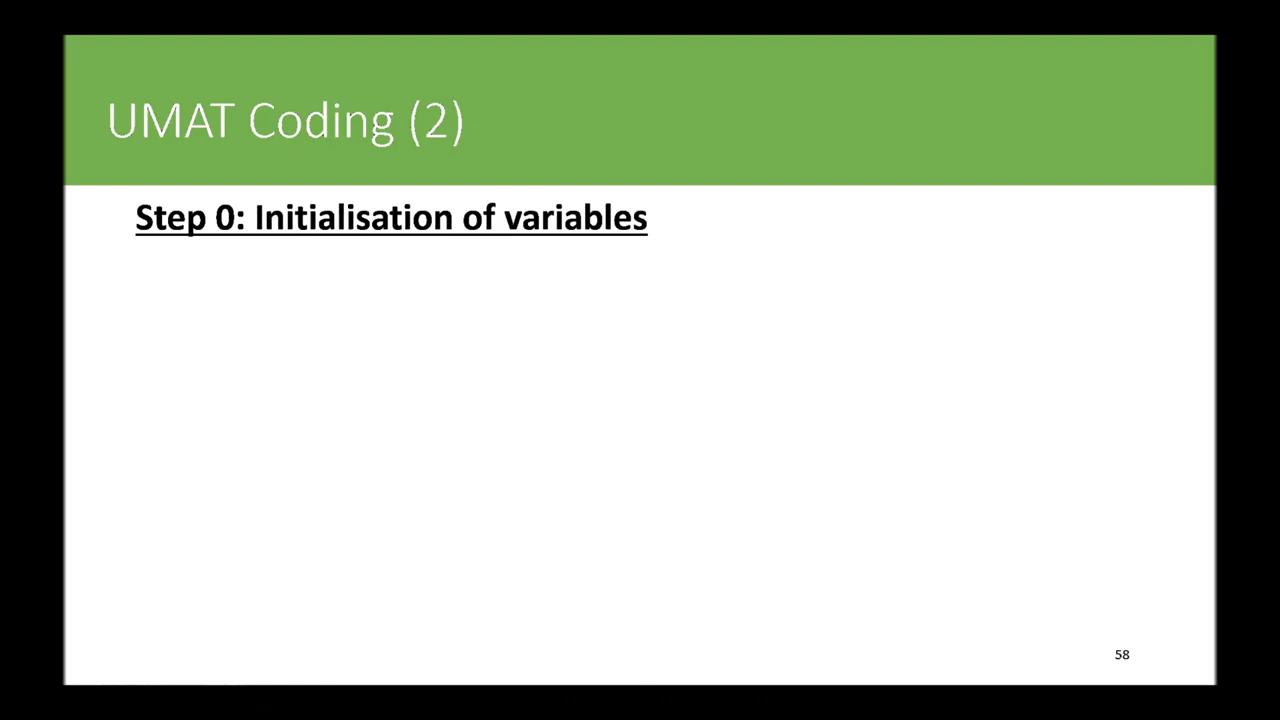 UMAT Coding (2)
Step 0: Initialisation of variables
58